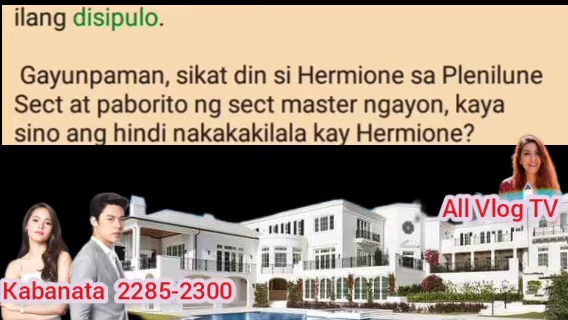 ilang disipulo.
Gayunpaman, sikat din si Hermione sa Plenilune
Sect at paborito ng sect master ngayon, kaya
sino ang hindi nakakakilala kay Hermione?
All Vlog TV
Kabanata 2285-2300